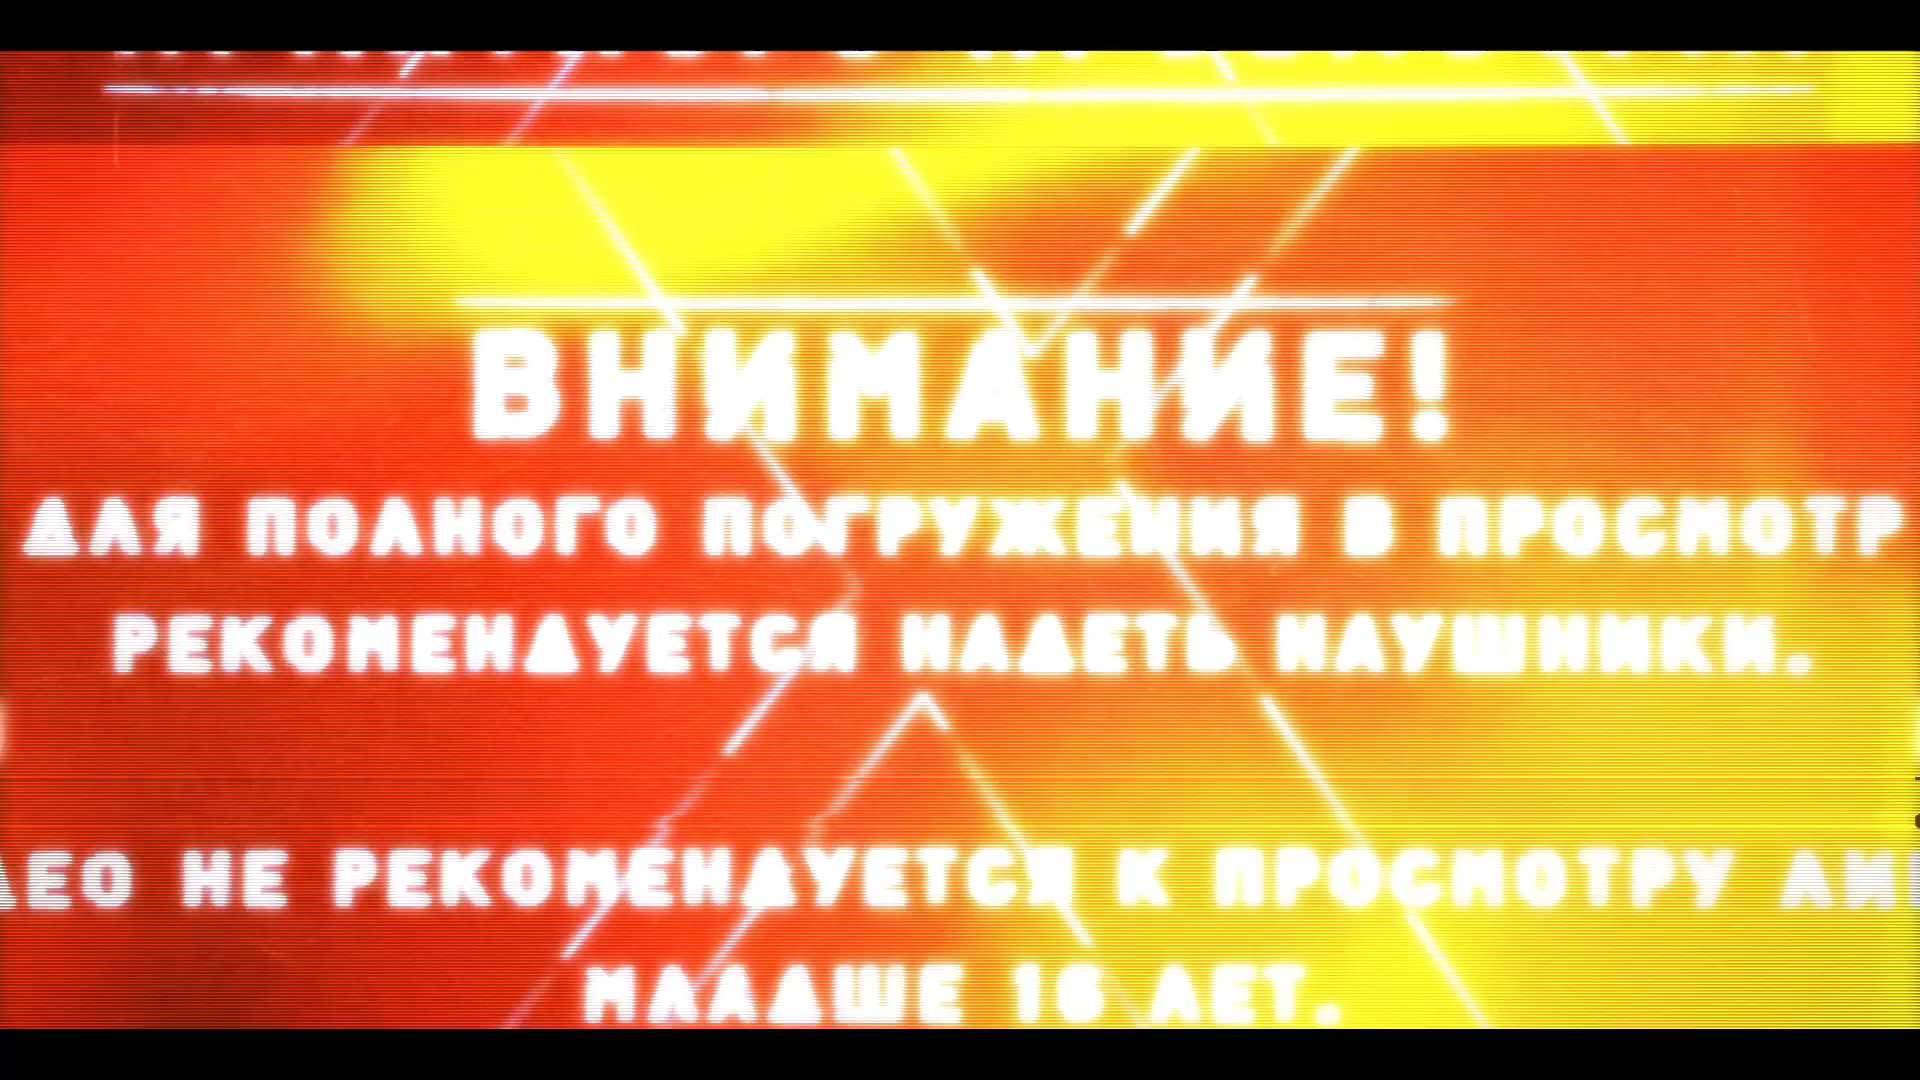 ВНИМАНИЕ!
ДЛЯ ПОЛНОГО ПОГРУЖЕНИЯ В ПРОСМОТР
РЕКОМЕНДУЕТСЯ НАДЕТЬ НАУШНИКИ.
НЕ РЕКОМЕНДУЕТСЯ К ПРОСМОТРУ
МЛАДШЕ 16 ЛЕТ.